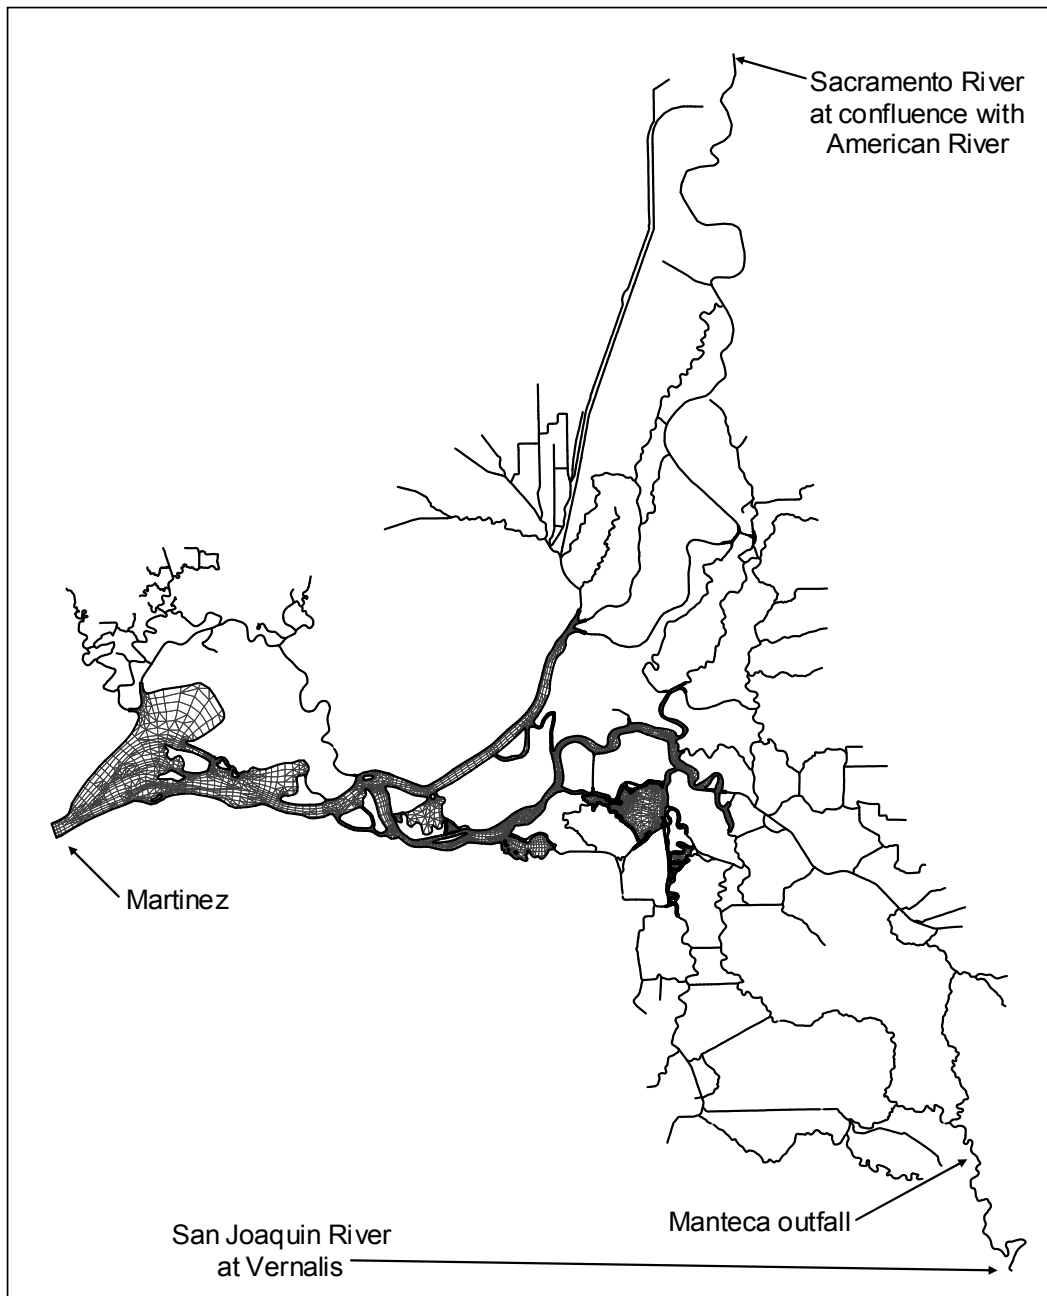 Sacramento River
at confluence with
American River
Martinez
Manteca outfall
San Joaquin River
at Vernalis